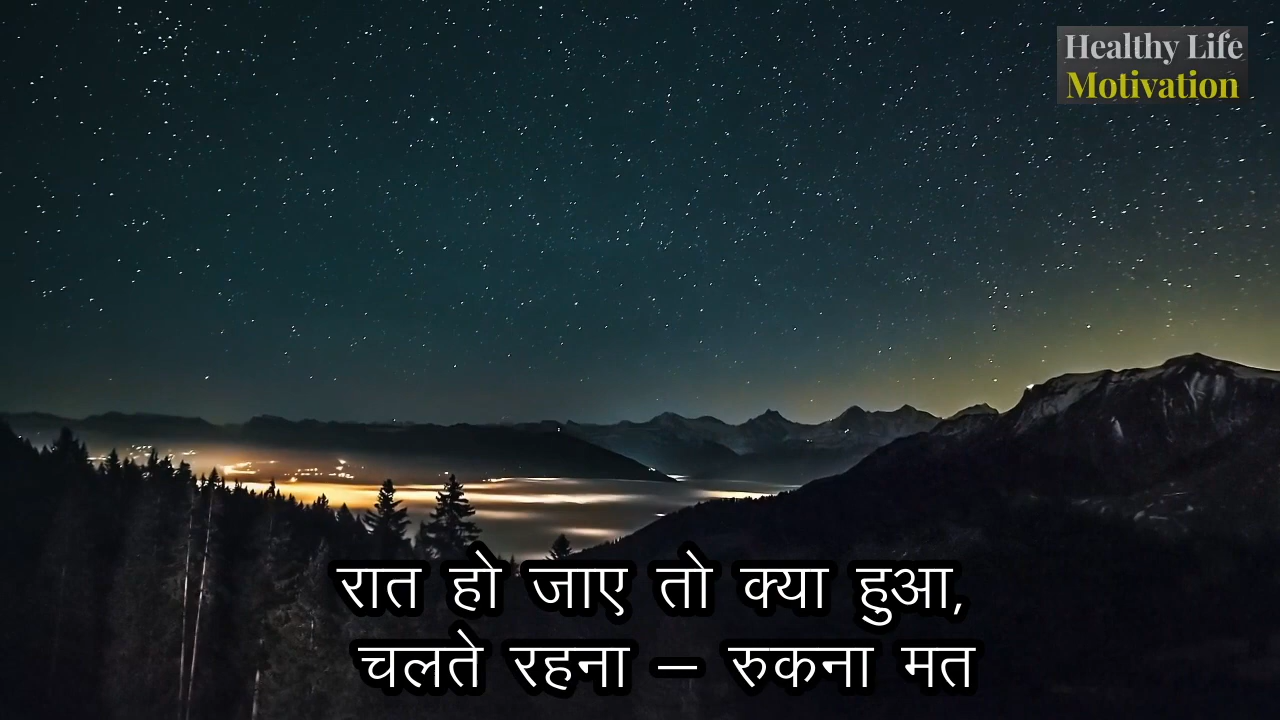 Healthy Life
Motivation
रात हो जाए तो क्या हुआ,
चलते रहना – रुकना मत